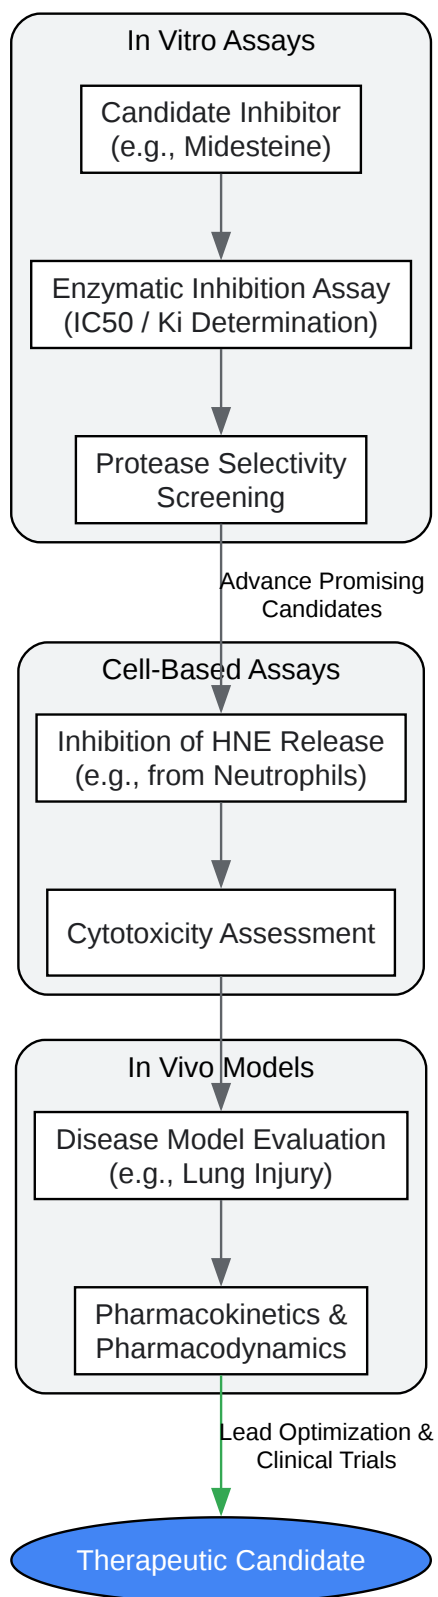 In Vitro Assays
Candidate Inhibitor
(e.g., Midesteine)
Enzymatic Inhibition Assay
(IC50 / Ki Determination)
Protease Selectivity
Screening
Advance Promising
Candidates
Cell-Based Assays
Inhibition of HNE Release
(e.g., from Neutrophils)
Cytotoxicity Assessment
In Vivo Models
Disease Model Evaluation
(e.g., Lung Injury)
Pharmacokinetics &
Pharmacodynamics
Lead Optimization &
Clinical Trials
Therapeutic Candidate